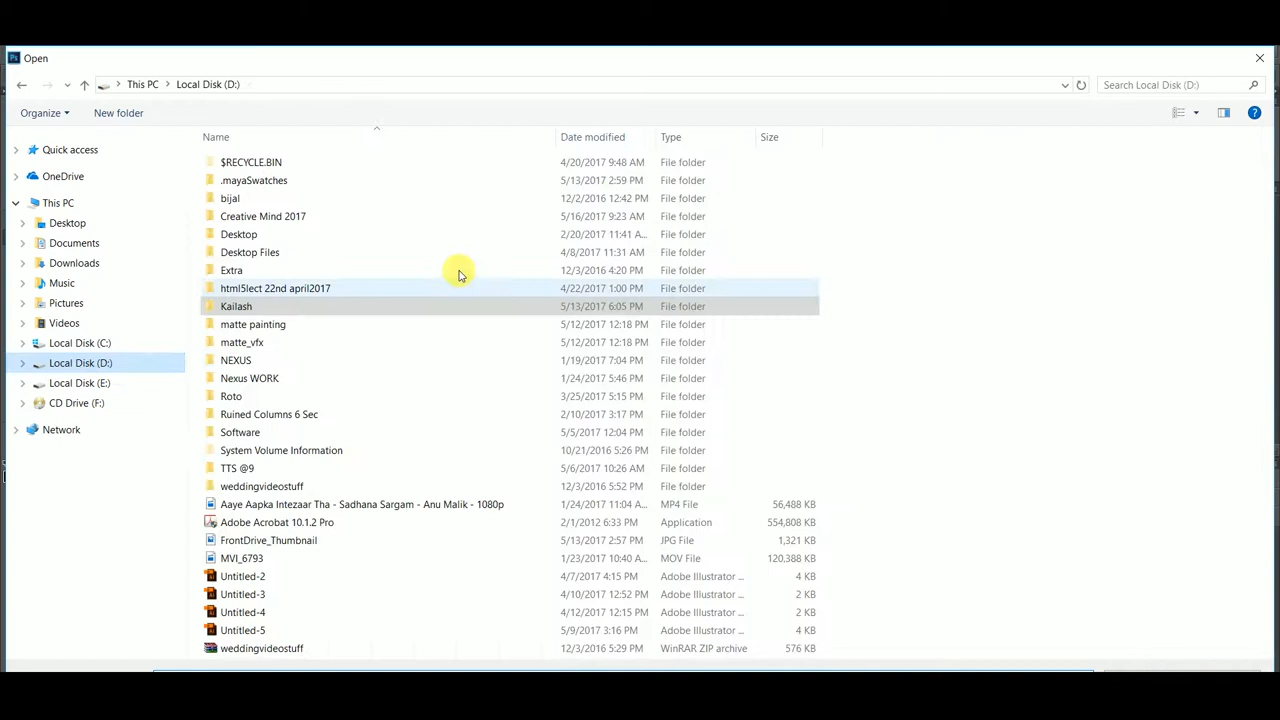 Ps Open
This PC Local Disk (D:) Search Local Disk (D:)
Organize New folder ?
Name Date modified Type Size
Quick access
OneDrive
This PC
Desktop
Documents
Downloads
Music
Pictures
Videos
Local Disk (C:)
Local Disk (D:)
Local Disk (E:)
CD Drive (F:)
Network
$RECYCLE.BIN 4/20/2017 9:48 AM File folder
.mayaSwatches 5/13/2017 2:59 PM File folder
bijal 12/2/2016 12:42 PM File folder
Creative Mind 2017 5/16/2017 9:23 AM File folder
Desktop 2/20/2017 11:41 A... File folder
Desktop Files 4/8/2017 11:31 AM File folder
Extra 12/3/2016 4:20 PM File folder
html5lect 22nd april2017 4/22/2017 1:00 PM File folder
Kailash 5/13/2017 6:05 PM File folder
matte painting 5/12/2017 12:18 PM File folder
matte_vfx 5/12/2017 12:18 PM File folder
NEXUS 1/19/2017 7:04 PM File folder
Nexus WORK 1/24/2017 5:46 PM File folder
Roto 3/25/2017 5:15 PM File folder
Ruined Columns 6 Sec 2/10/2017 3:17 PM File folder
Software 5/5/2017 12:04 PM File folder
System Volume Information 10/21/2016 5:26 PM File folder
TTS @9 5/6/2017 10:26 AM File folder
weddingvideostuff 12/3/2016 5:52 PM File folder
Aaye Aapka Intezaar Tha - Sadhana Sargam - Anu Malik - 1080p 1/24/2017 11:04 A... MP4 File 56,488 KB
Adobe Acrobat 10.1.2 Pro 2/1/2012 6:33 PM Application 554,808 KB
FrontDrive_Thumbnail 5/13/2017 2:57 PM JPG File 1,321 KB
MVI_6793 1/23/2017 10:40 A... MOV File 120,388 KB
Untitled-2 4/7/2017 4:15 PM Adobe Illustrator ... 4 KB
Untitled-3 4/10/2017 12:52 PM Adobe Illustrator ... 2 KB
Untitled-4 4/12/2017 12:15 PM Adobe Illustrator ... 2 KB
Untitled-5 5/9/2017 3:16 PM Adobe Illustrator ... 4 KB
weddingvideostuff 12/3/2016 5:29 PM WinRAR ZIP archive 576 KB